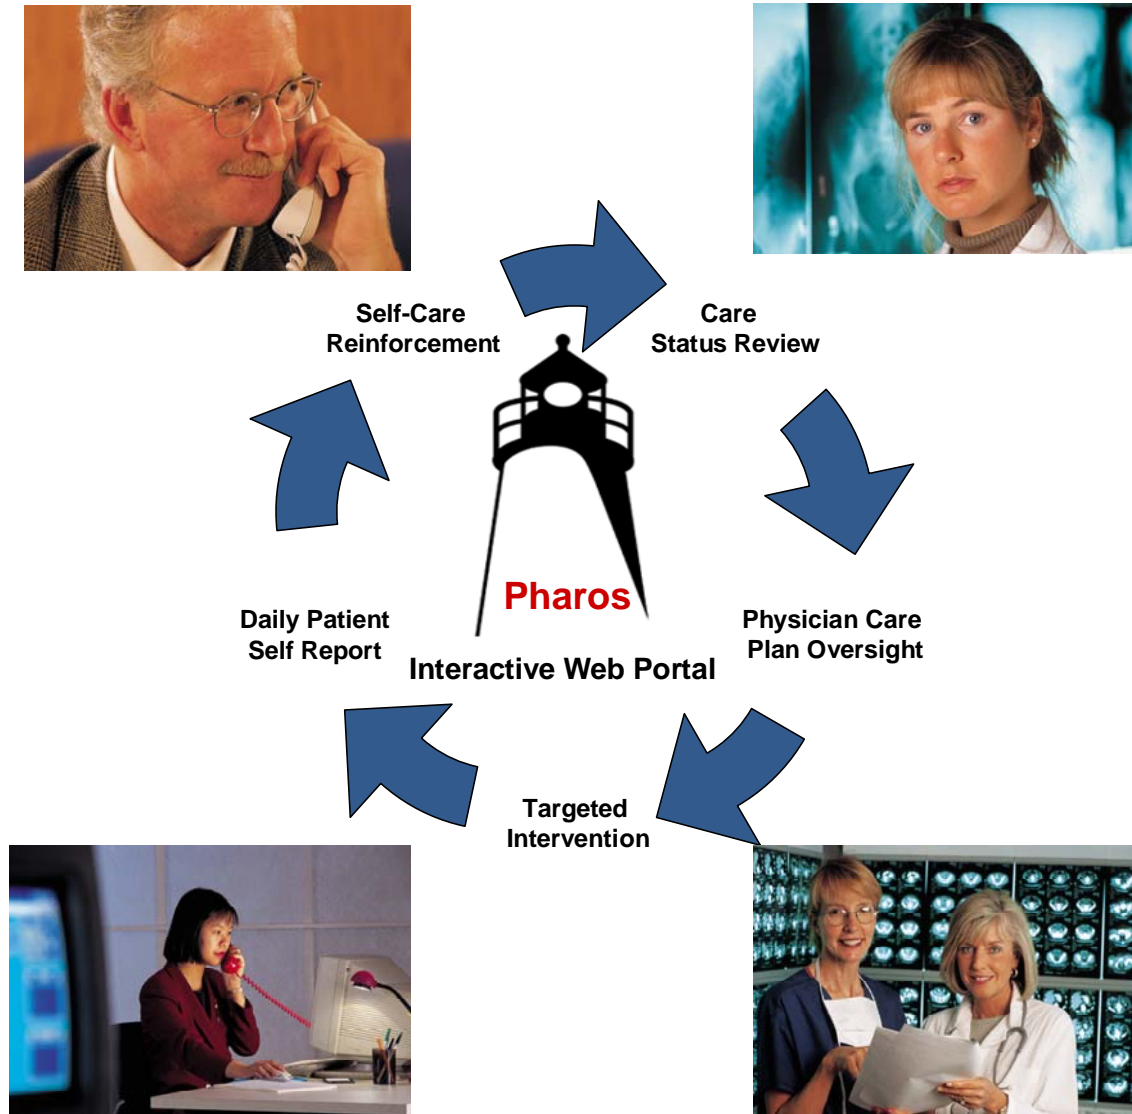 Self-Care
Reinforcement
Care
Status Review
Pharos
Daily Patient
Self Report
Physician Care
Plan Oversight
Interactive Web Portal
Targeted
Intervention